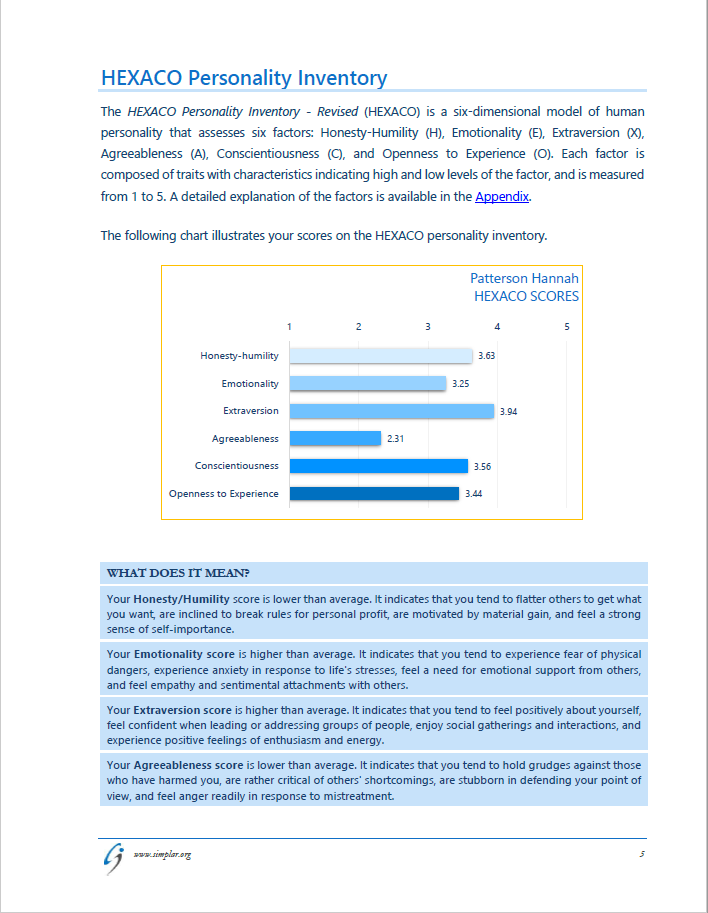 HEXACO Personality Inventory
The HEXACO Personality Inventory - Revised (HEXACO) is a six-dimensional model of human
personality that assesses six factors: Honesty-Humility (H), Emotionality (E), Extraversion (X),
Agreeableness (A), Conscientiousness (C), and Openness to Experience (O). Each factor is
composed of traits with characteristics indicating high and low levels of the factor, and is measured
from 1 to 5. A detailed explanation of the factors is available in the Appendix.
The following chart illustrates your scores on the HEXACO personality inventory.
Patterson Hannah
HEXACO SCORES
1 2 3 4 5
Honesty-humility 3.63
Emotionality 3.25
Extraversion 3.94
Agreeableness 2.31
Conscientiousness 3.56
Openness to Experience 3.44
WHAT DOES IT MEAN?
Your Honesty/Humility score is lower than average. It indicates that you tend to flatter others to get what
you want, are inclined to break rules for personal profit, are motivated by material gain, and feel a strong
sense of self-importance.
Your Emotionality score is higher than average. It indicates that you tend to experience fear of physical
dangers, experience anxiety in response to life's stresses, feel a need for emotional support from others,
and feel empathy and sentimental attachments with others.
Your Extraversion score is higher than average. It indicates that you tend to feel positively about yourself,
feel confident when leading or addressing groups of people, enjoy social gatherings and interactions, and
experience positive feelings of enthusiasm and energy.
Your Agreeableness score is lower than average. It indicates that you tend to hold grudges against those
who have harmed you, are rather critical of others' shortcomings, are stubborn in defending your point of
view, and feel anger readily in response to mistreatment.
www.simplar.org 5